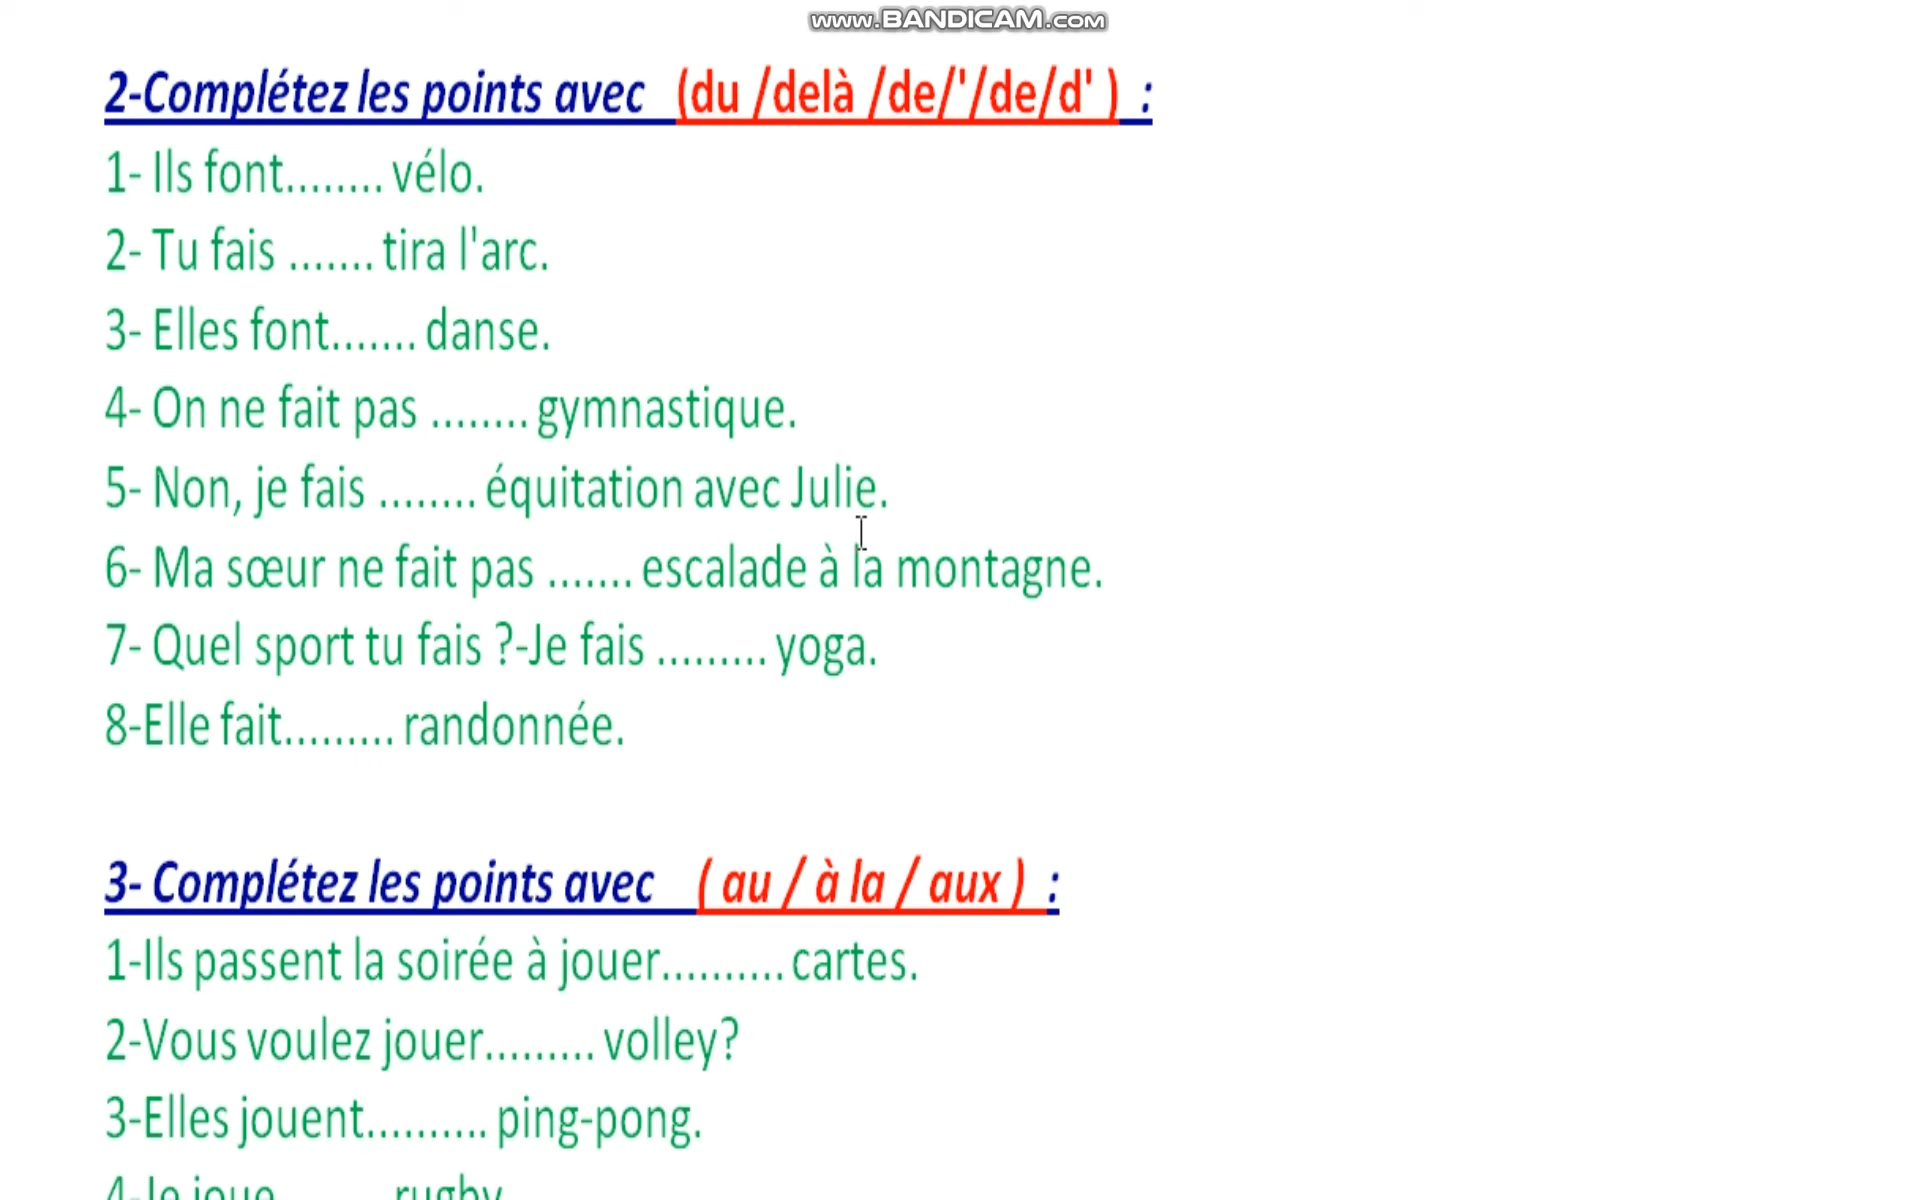 www.BANDICAM.com
2-Complétez les points avec (du /delà /de/'/de/d' ) :
1- Ils font........ vélo.
2- Tu fais ....... tira l'arc.
3- Elles font....... danse.
4- On ne fait pas ........ gymnastique.
5- Non, je fais ........ équitation avec Julie.
6- Ma sœur ne fait pas ....... escalade à la montagne.
7- Quel sport tu fais ?-Je fais ......... yoga.
8-Elle fait......... randonnée.
3- Complétez les points avec ( au / à la / aux ) :
1-Ils passent la soirée à jouer.......... cartes.
2-Vous voulez jouer......... volley?
3-Elles jouent.......... ping-pong.
4-Je joue rugby